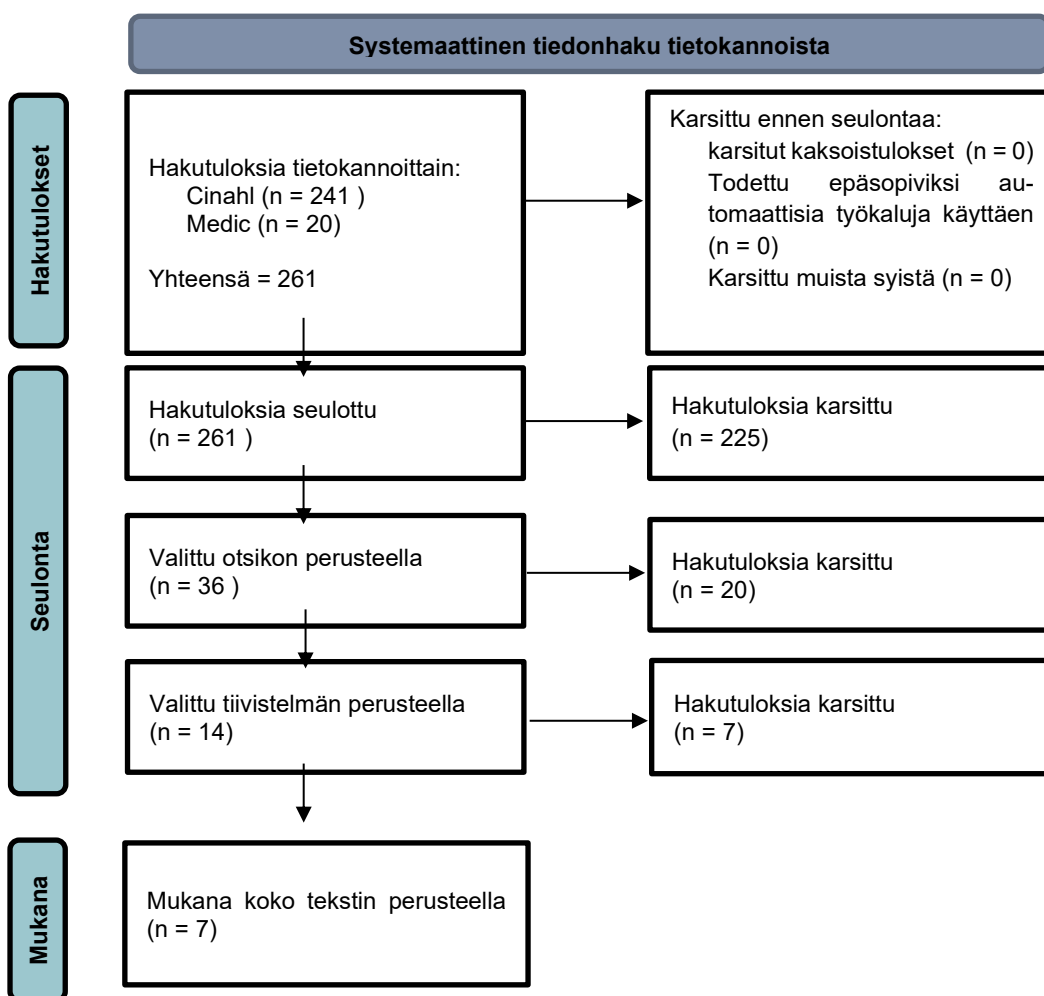 Systemaattinen tiedonhaku tietokannoista
Hakutulokset
Hakutuloksia tietokannoittain:
Cinahl (n = 241 )
Medic (n = 20)
Yhteensä = 261
Karsittu ennen seulontaa:
karsitut kaksoistulokset (n = 0)
Todettu epäsopiviksi au-
tomaattisia työkaluja käyttäen
(n = 0)
Karsittu muista syistä (n = 0)
Seulonta
Hakutuloksia seulottu
(n = 261 )
Hakutuloksia karsittu
(n = 225)
Valittu otsikon perusteella
(n = 36 )
Hakutuloksia karsittu
(n = 20)
Valittu tiivistelmän perusteella
(n = 14)
Hakutuloksia karsittu
(n = 7)
Mukana
Mukana koko tekstin perusteella
(n = 7)